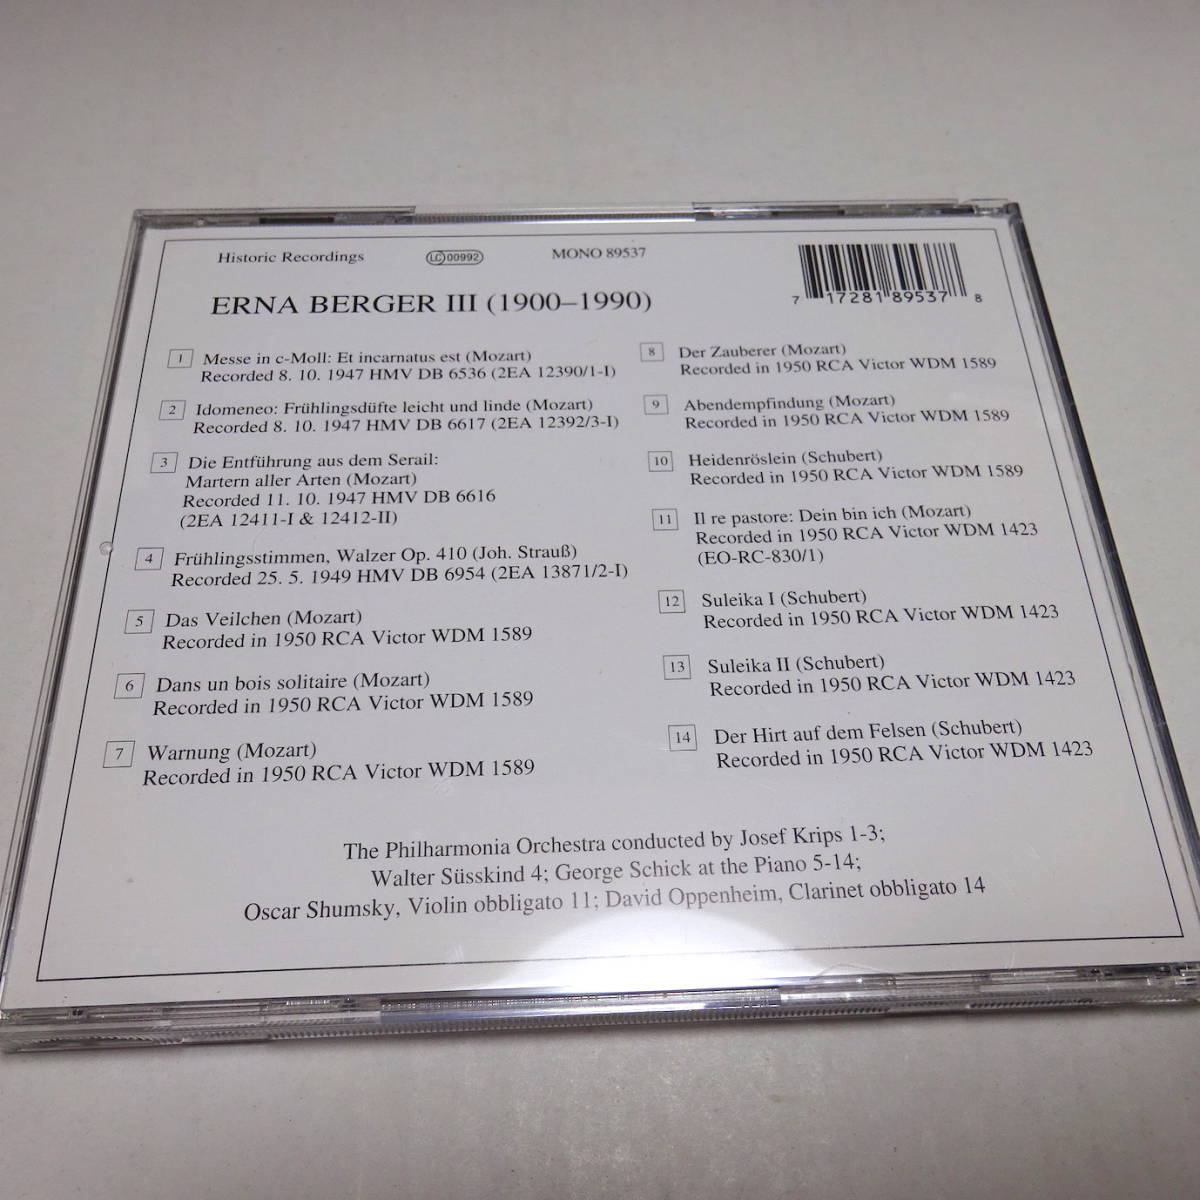 Historic Recordings
LC 00992
MONO 89537
7 17281 89537 8
ERNA BERGER III (1900–1990)
1 Messe in c-Moll: Et incarnatus est (Mozart)
Recorded 8. 10. 1947 HMV DB 6536 (2EA 12390/1-I)
2 Idomeneo: Frühlingsdüfte leicht und linde (Mozart)
Recorded 8. 10. 1947 HMV DB 6617 (2EA 12392/3-I)
3 Die Entführung aus dem Serail:
Martern aller Arten (Mozart)
Recorded 11. 10. 1947 HMV DB 6616
(2EA 12411-I & 12412-II)
4 Frühlingsstimmen, Walzer Op. 410 (Joh. Strauß)
Recorded 25. 5. 1949 HMV DB 6954 (2EA 13871/2-I)
5 Das Veilchen (Mozart)
Recorded in 1950 RCA Victor WDM 1589
6 Dans un bois solitaire (Mozart)
Recorded in 1950 RCA Victor WDM 1589
7 Warnung (Mozart)
Recorded in 1950 RCA Victor WDM 1589
8 Der Zauberer (Mozart)
Recorded in 1950 RCA Victor WDM 1589
9 Abendempfindung (Mozart)
Recorded in 1950 RCA Victor WDM 1589
10 Heidenröslein (Schubert)
Recorded in 1950 RCA Victor WDM 1589
11 Il re pastore: Dein bin ich (Mozart)
Recorded in 1950 RCA Victor WDM 1423
(EO-RC-830/1)
12 Suleika I (Schubert)
Recorded in 1950 RCA Victor WDM 1423
13 Suleika II (Schubert)
Recorded in 1950 RCA Victor WDM 1423
14 Der Hirt auf dem Felsen (Schubert)
Recorded in 1950 RCA Victor WDM 1423
The Philharmonia Orchestra conducted by Josef Krips 1-3;
Walter Süsskind 4; George Schick at the Piano 5-14;
Oscar Shumsky, Violin obbligato 11; David Oppenheim, Clarinet obbligato 14